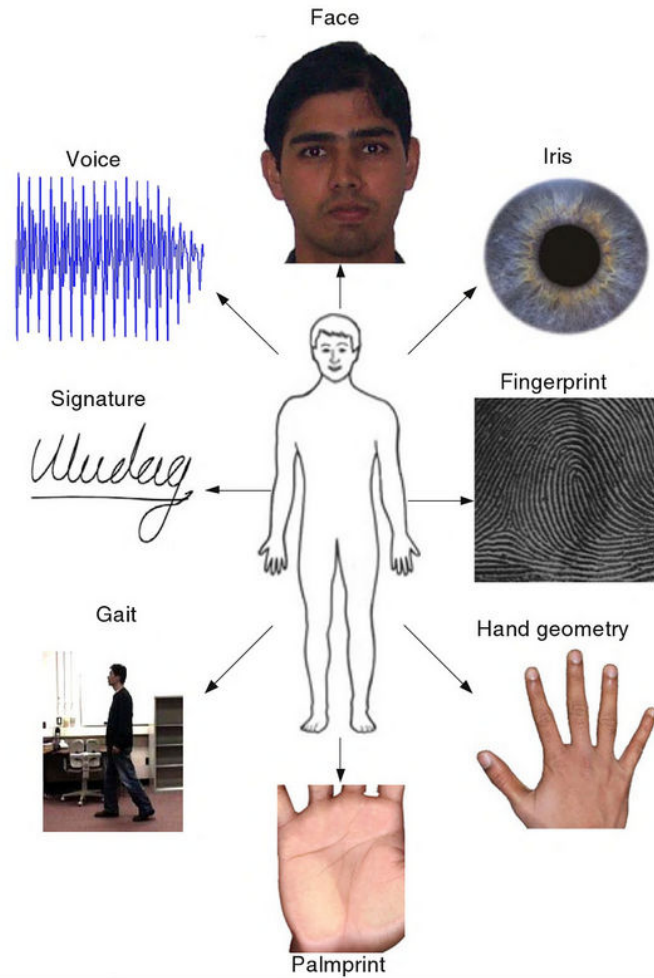 Face
Voice
Iris
Signature
Fingerprint
Gait
Hand geometry
Palmprint